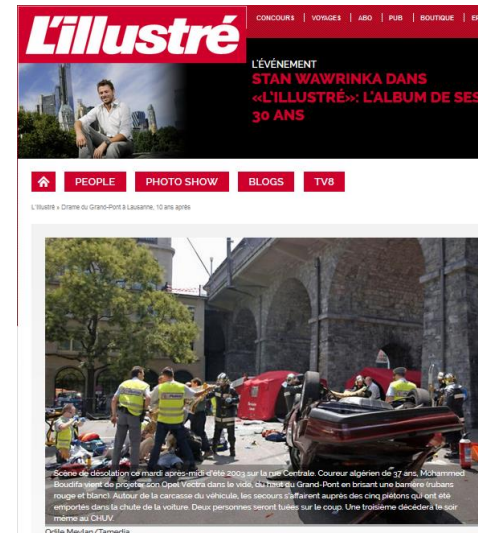 L'illustré
CONCOURS | VOYAGES | ABO | PUB | BOUTIQUE
L'ÉVÉNEMENT
STAN WAWRINKA DANS
«L'ILLUSTRÉ»: L'ALBUM DE SES
30 ANS
PEOPLE PHOTO SHOW BLOGS TV8
L'illustré » Drame du Grand-Pont à Lausanne, 10 ans après
Scène de désolation ce mardi après-midi d'été 2003 sur la rue Centrale. Coureur algérien de 37 ans, Mohammed
Boudifa vient de projeter son Opel Vectra dans le vide, du haut du Grand-Pont en brisant une barrière (rubans
rouge et blanc). Autour de la carcasse du véhicule, les secours s'affairent auprès des cinq piétons qui ont été
emportés dans la chute de la voiture. Deux personnes seront tuées sur le coup. Une troisième décédera le soir
même au CHUV.
Odile Meylan/Tamedia